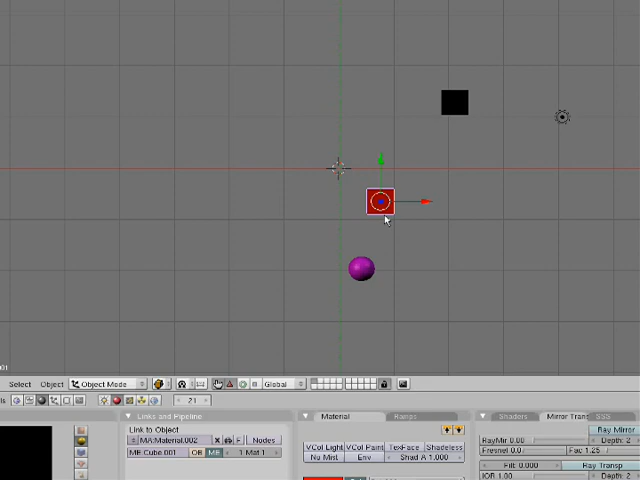 001
Select Object Object Mode Global
ls 21
Links and Pipeline Material Ramps Shaders Mirror Trans SSS
Link to Object
MA:Material.002 F Nodes
ME:Cube.001 OB ME 1 Mat 1
VCol Light VCol Paint TexFace Shadeless
No Mist Env Shad A 1.000
Ray Mirror
RayMir 0.00 Depth: 2
Fresnel 0.0 Fac 1.25
Filt: 0.000 Ray Transp
IOR 1.00 Depth: 2